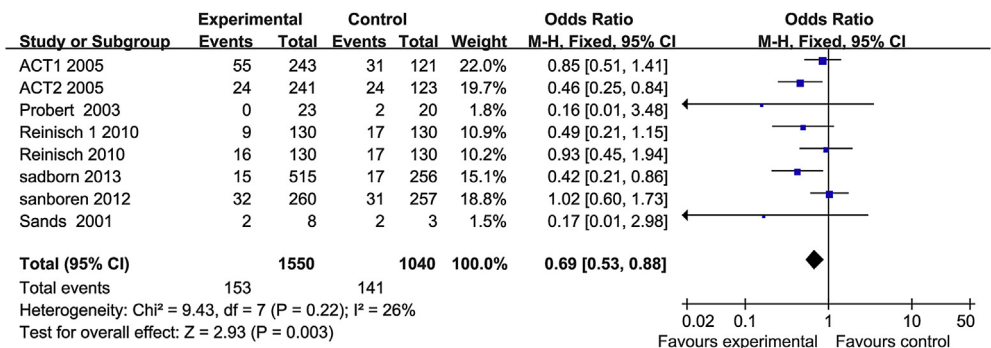 Experimental Control Odds Ratio Odds Ratio
Study or Subgroup Events Total Events Total Weight M-H, Fixed, 95% CI M-H, Fixed, 95% CI
ACT1 2005 55 243 31 121 22.0% 0.85 [0.51, 1.41]
ACT2 2005 24 241 24 123 19.7% 0.46 [0.25, 0.84]
Probert 2003 0 23 2 20 1.8% 0.16 [0.01, 3.48]
Reinisch 1 2010 9 130 17 130 10.9% 0.49 [0.21, 1.15]
Reinisch 2010 16 130 17 130 10.2% 0.93 [0.45, 1.94]
sadborn 2013 15 515 17 256 15.1% 0.42 [0.21, 0.86]
sanboren 2012 32 260 31 257 18.8% 1.02 [0.60, 1.73]
Sands 2001 2 8 2 3 1.5% 0.17 [0.01, 2.98]
Total (95% CI) 1550 1040 100.0% 0.69 [0.53, 0.88]
Total events 153 141
Heterogeneity: Chi² = 9.43, df = 7 (P = 0.22); I² = 26%
Test for overall effect: Z = 2.93 (P = 0.003)
0.02 0.1 1 10 50
Favours experimental Favours control